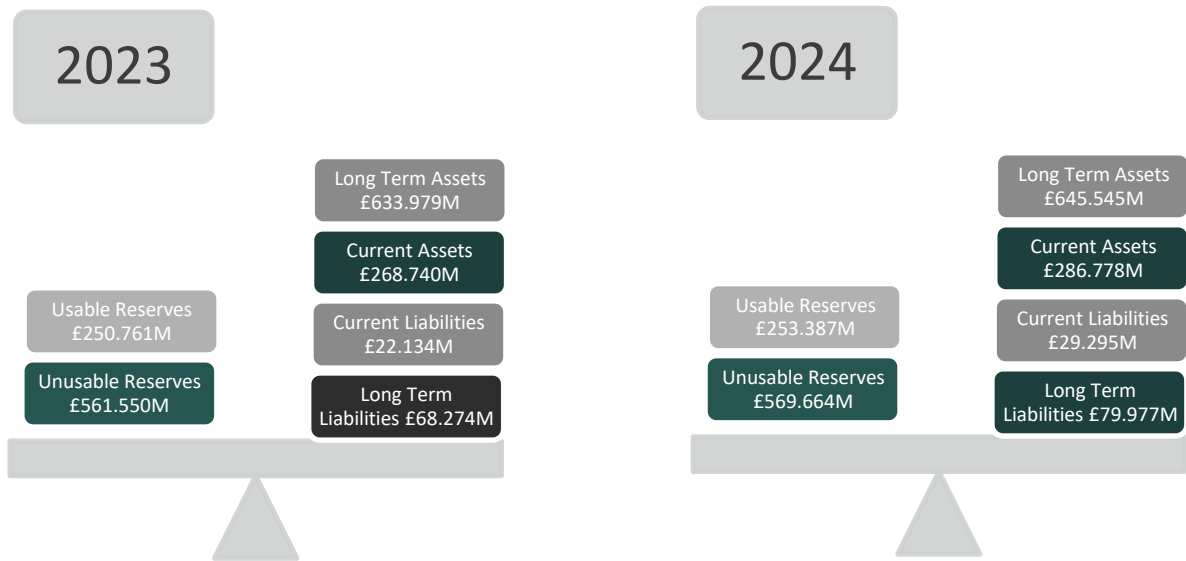 2023
Long Term Assets
£633.979M
Current Assets
£268.740M
Usable Reserves
£250.761M
Current Liabilities
£22.134M
Unusable Reserves
£561.550M
Long Term
Liabilities £68.274M
2024
Long Term Assets
£645.545M
Current Assets
£286.778M
Usable Reserves
£253.387M
Current Liabilities
£29.295M
Unusable Reserves
£569.664M
Long Term
Liabilities £79.977M